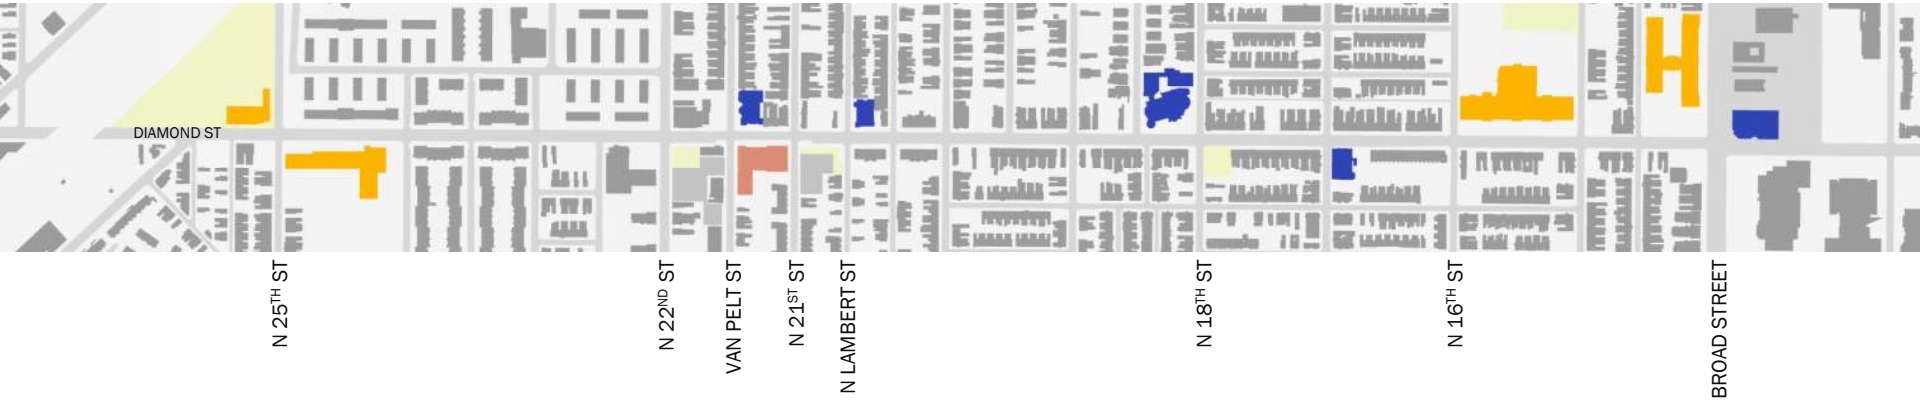 DIAMOND ST
N 25TH ST
N 22ND ST
VAN PELT ST
N 21ST ST
N LAMBERT ST
N 18TH ST
N 16TH ST
BROAD STREET